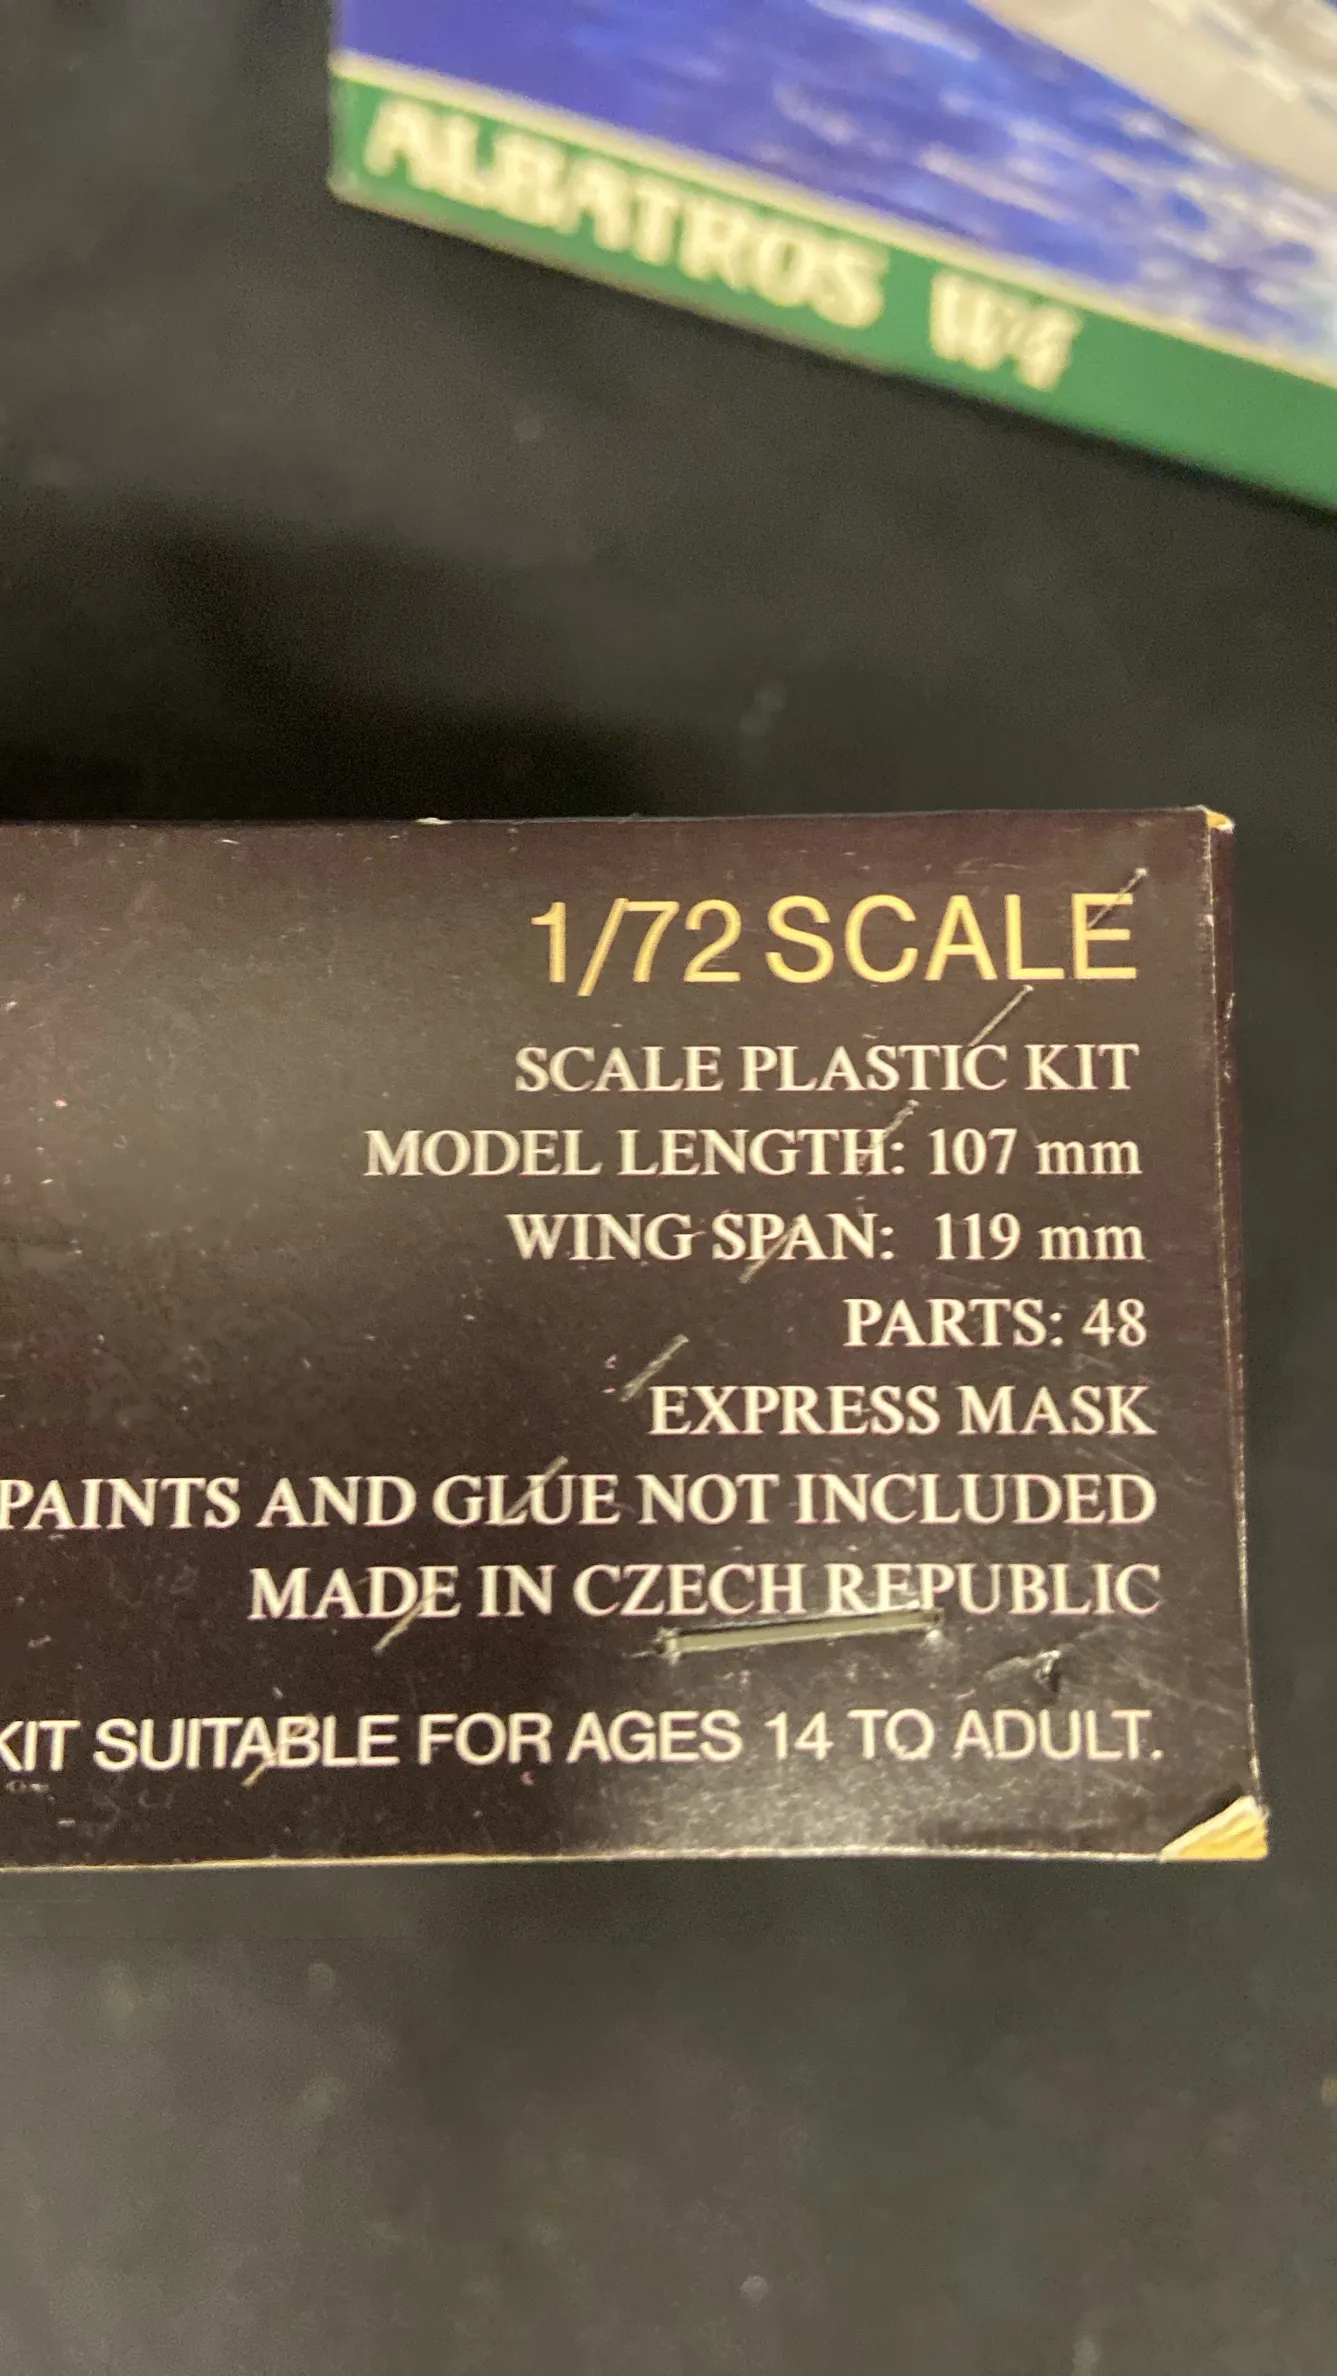 ALBATROS W4
1/72 SCALE
SCALE PLASTIC KIT
MODEL LENGTH: 107 mm
WING SPAN: 119 mm
PARTS: 48
EXPRESS MASK
PAINTS AND GLUE NOT INCLUDED
MADE IN CZECH REPUBLIC
KIT SUITABLE FOR AGES 14 TO ADULT.